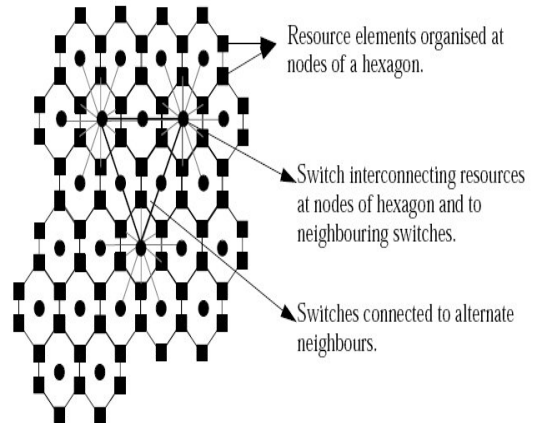 Resource elements organised at
nodes of a hexagon.
Switch interconnecting resources
at nodes of hexagon and to
neighbouring switches.
Switches connected to alternate
neighbours.